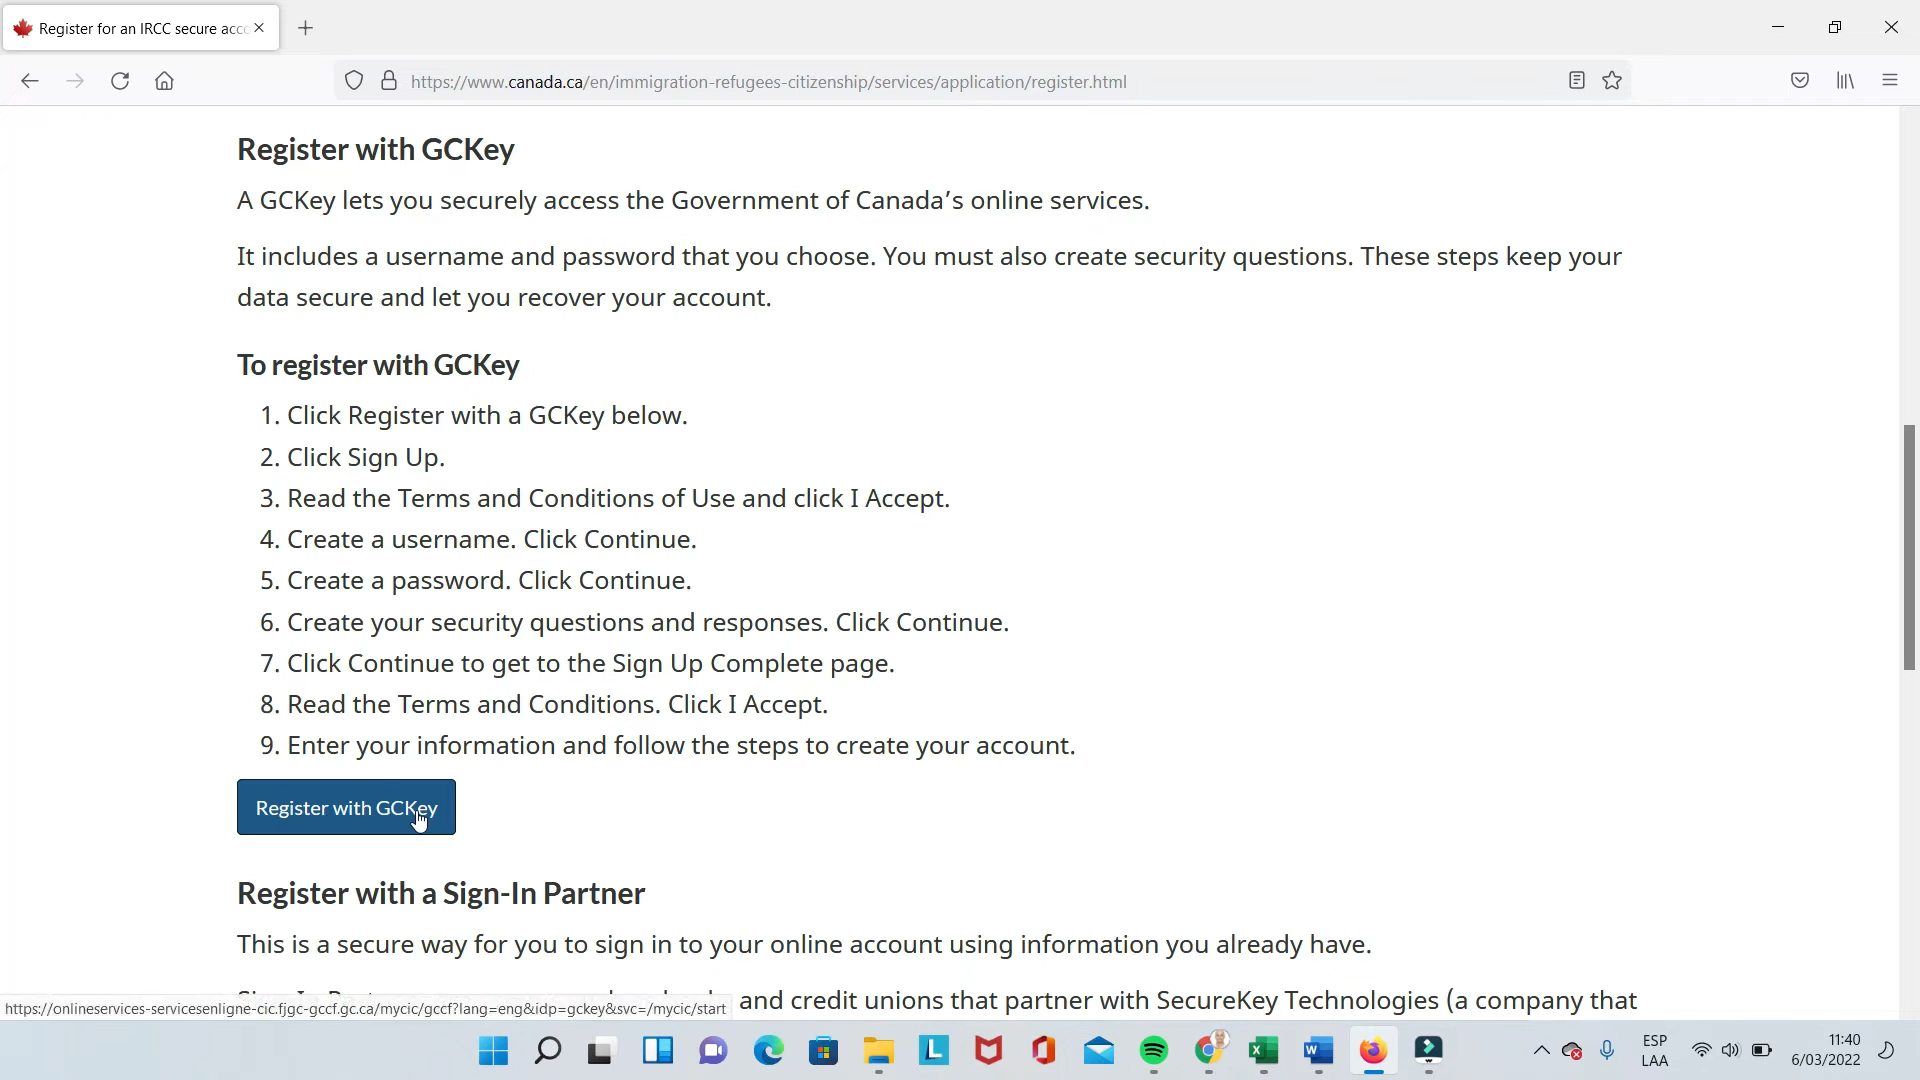 Register for an IRCC secure acco
https://www.canada.ca/en/immigration-refugees-citizenship/services/application/register.html
Register with GCKey
A GCKey lets you securely access the Government of Canada’s online services.
It includes a username and password that you choose. You must also create security questions. These steps keep your
data secure and let you recover your account.
To register with GCKey
1. Click Register with a GCKey below.
2. Click Sign Up.
3. Read the Terms and Conditions of Use and click I Accept.
4. Create a username. Click Continue.
5. Create a password. Click Continue.
6. Create your security questions and responses. Click Continue.
7. Click Continue to get to the Sign Up Complete page.
8. Read the Terms and Conditions. Click I Accept.
9. Enter your information and follow the steps to create your account.
Register with GCKey
Register with a Sign-In Partner
This is a secure way for you to sign in to your online account using information you already have.
and credit unions that partner with SecureKey Technologies (a company that
https://onlineservices-servicesenligne-cic.fjgc-gccf.gc.ca/mycic/gccf?lang=eng&idp=gckey&svc=/mycic/start
ESP
LAA
11:40
6/03/2022